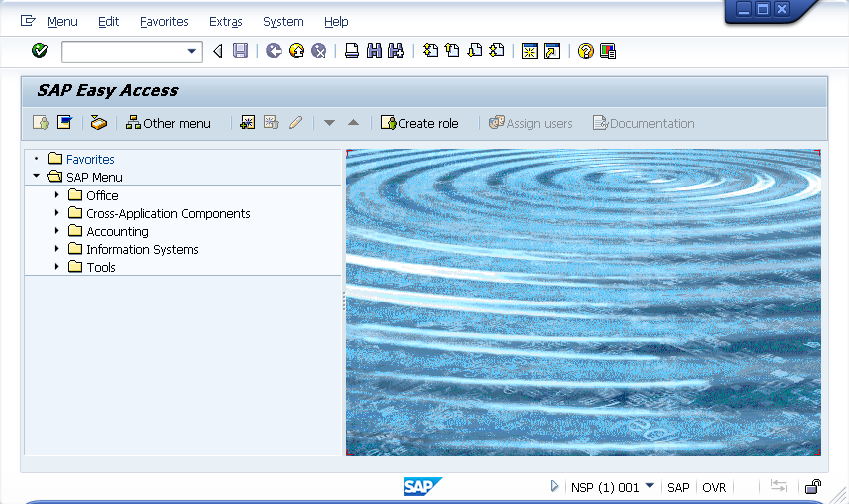 Menu Edit Favorites Extras System Help
SAP Easy Access
Other menu Create role Assign users Documentation
Favorites
SAP Menu
Office
Cross-Application Components
Accounting
Information Systems
Tools
SAP NSP (1) 001 SAP OVR